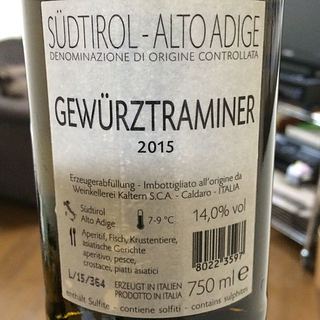 SÜDTIROL - ALTO ADIGE
DENOMINAZIONE DI ORIGINE CONTROLLATA
GEWÜRZTRAMINER
2015
Erzeugerabfüllung - Imbottigliato all'origine da
Weinkellerei Kaltern S.C.A. - Caldaro - ITALIA
Südtirol
Alto Adige
7-9 °C
14,0% vol
Aperitif, Fisch, Krustentiere,
asiatische Gerichte
aperitivo, pesce,
crostacei, piatti asiatici
8022 3597
L/15/364
ERZEUGT IN ITALIEN
PRODOTTO IN ITALIA
750 ml e
enthält Sulfite - contiene solfiti - contains sulphites